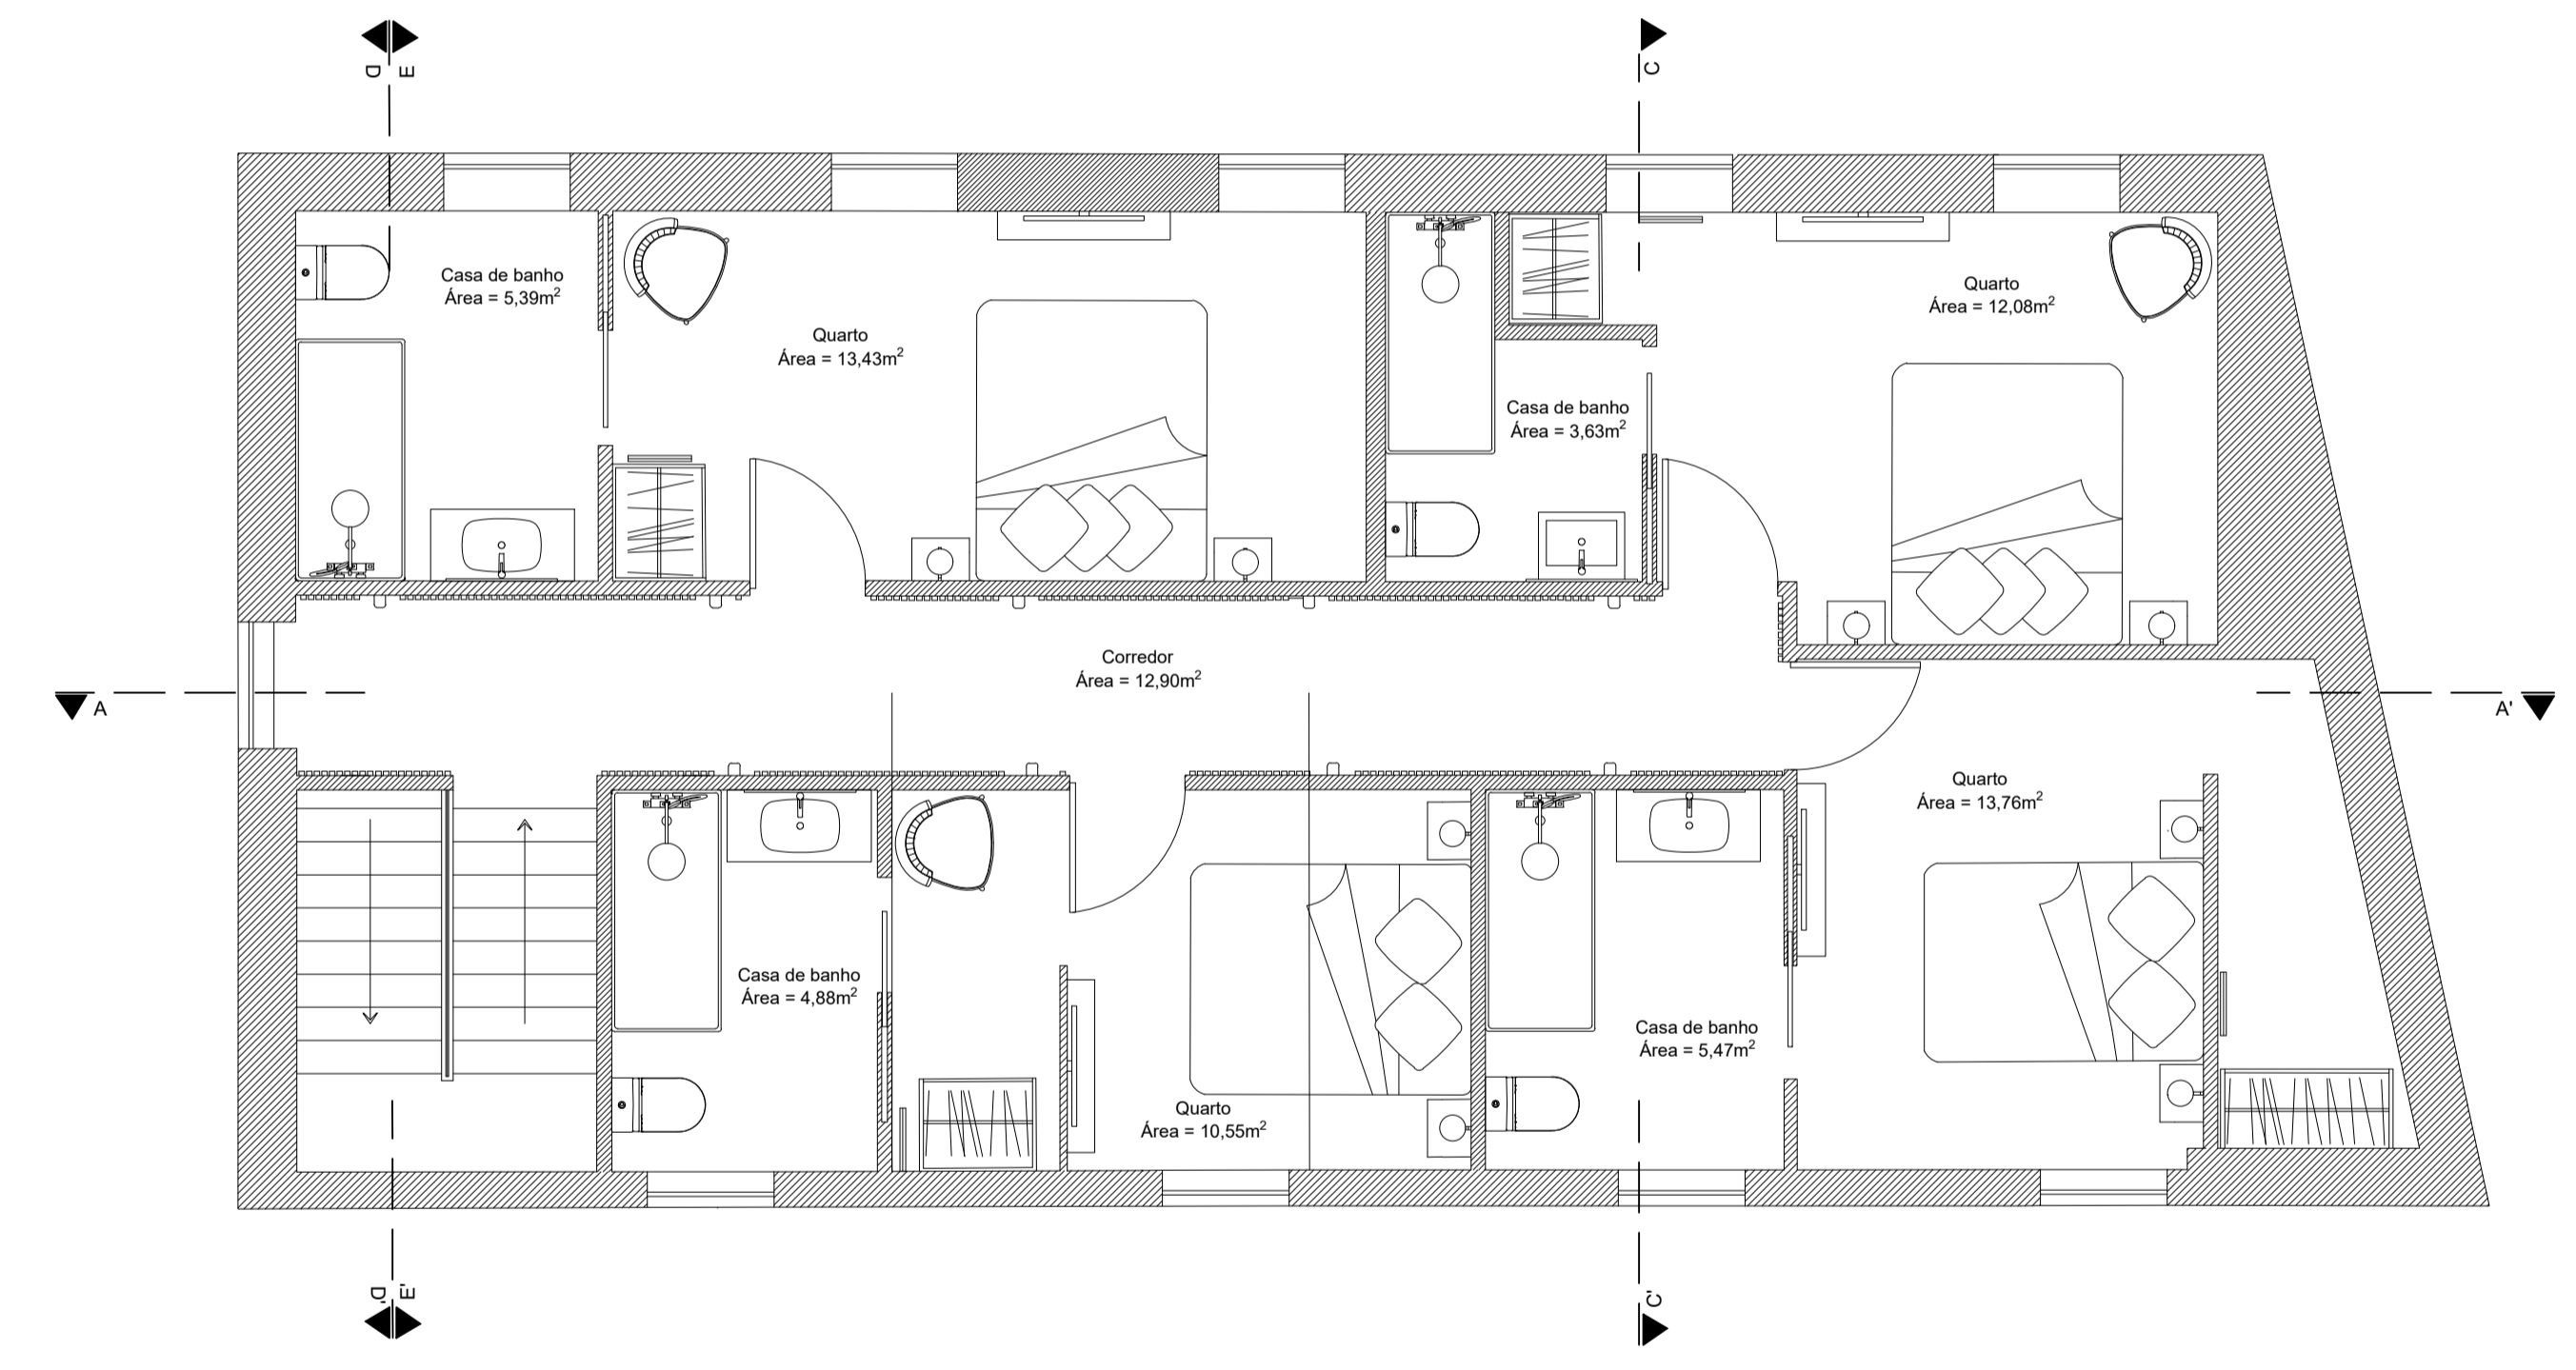 D E
C
Casa de banho
Área = 5,39m²
Quarto
Área = 13,43m²
Quarto
Área = 12,08m²
Casa de banho
Área = 3,63m²
Corredor
Área = 12,90m²
A
A'
Quarto
Área = 13,76m²
Casa de banho
Área = 4,88m²
Casa de banho
Área = 5,47m²
Quarto
Área = 10,55m²
D' E'
C'